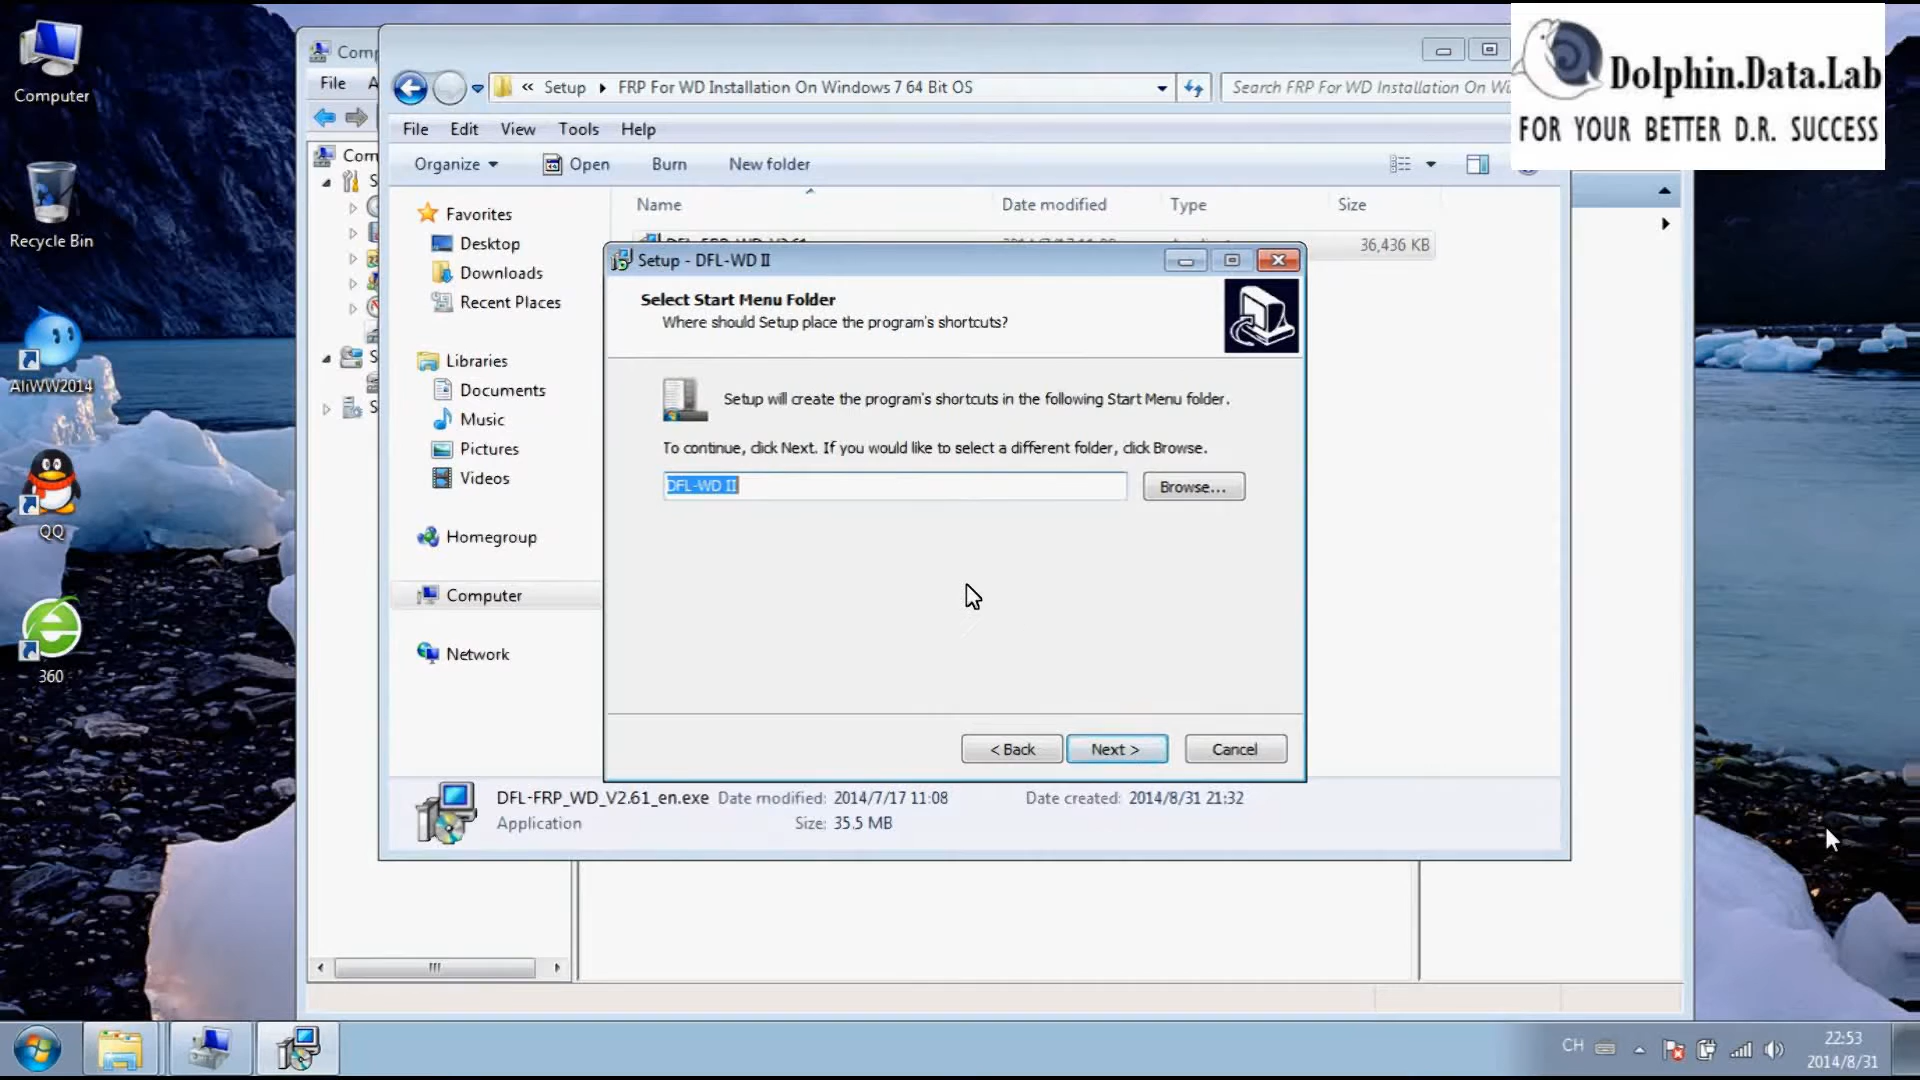 Computer
Recycle Bin
AliWW2014
QQ
360
Comp
File
Com
Setup
FRP For WD Installation On Windows 7 64 Bit OS
Search FRP For WD Installation On Wi
Dolphin.Data.Lab
FOR YOUR BETTER D.R. SUCCESS
File Edit View Tools Help
Organize Open Burn New folder
Name Date modified Type Size
36,436 KB
Favorites
Desktop
Downloads
Recent Places
Libraries
Documents
Music
Pictures
Videos
Homegroup
Computer
Network
Setup - DFL-WD II
Select Start Menu Folder
Where should Setup place the program's shortcuts?
Setup will create the program's shortcuts in the following Start Menu folder.
To continue, click Next. If you would like to select a different folder, click Browse.
DFL-WD II
Browse...
< Back Next > Cancel
DFL-FRP_WD_V2.61_en.exe Date modified: 2014/7/17 11:08 Date created: 2014/8/31 21:32
Application Size: 35.5 MB
CH
22:53
2014/8/31